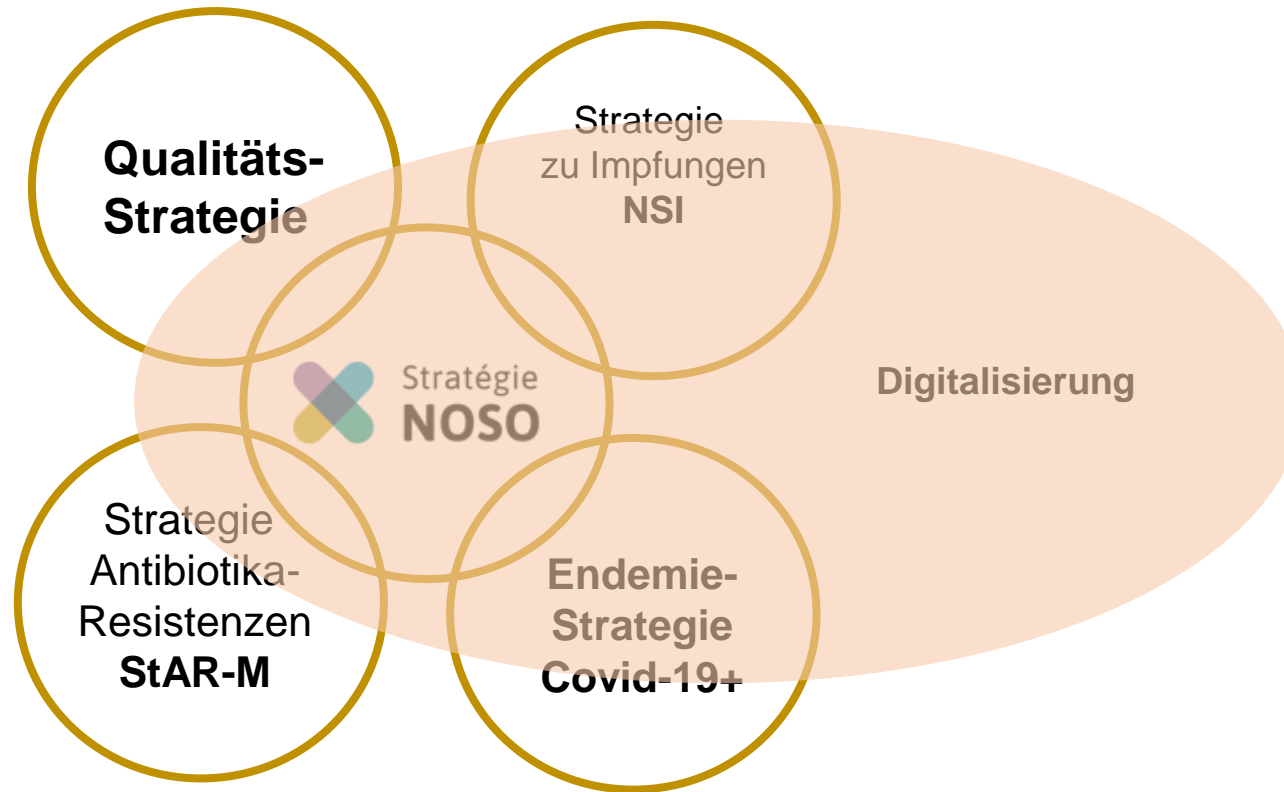 Qualitäts-
Strategie
Strategie
zu Impfungen
NSI
Stratégie
NOSO
Digitalisierung
Strategie
Antibiotika-
Resistenzen
StAR-M
Endemie-
Strategie
Covid-19+